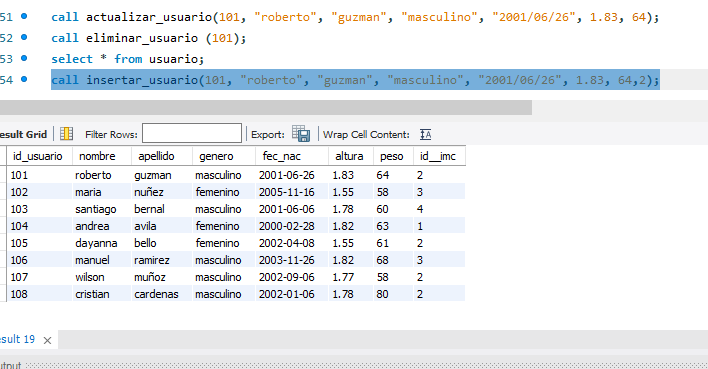 51 call actualizar_usuario(101, "roberto", "guzman", "masculino", "2001/06/26", 1.83, 64);
52 call eliminar_usuario (101);
53 select * from usuario;
54 call insertar_usuario(101, "roberto", "guzman", "masculino", "2001/06/26", 1.83, 64,2);
esult Grid Filter Rows: Export: Wrap Cell Content:
id_usuario nombre apellido genero fec_nac altura peso id__imc
101 roberto guzman masculino 2001-06-26 1.83 64 2
102 maria nuñez femenino 2005-11-16 1.55 58 3
103 santiago bernal masculino 2001-06-06 1.78 60 4
104 andrea avila femenino 2000-02-28 1.82 63 1
105 dayanna bello femenino 2002-04-08 1.55 61 2
106 manuel ramirez masculino 2003-11-26 1.82 68 3
107 wilson muñoz masculino 2002-09-06 1.77 58 2
108 cristian cardenas masculino 2002-01-06 1.78 80 2
esult 19
utput